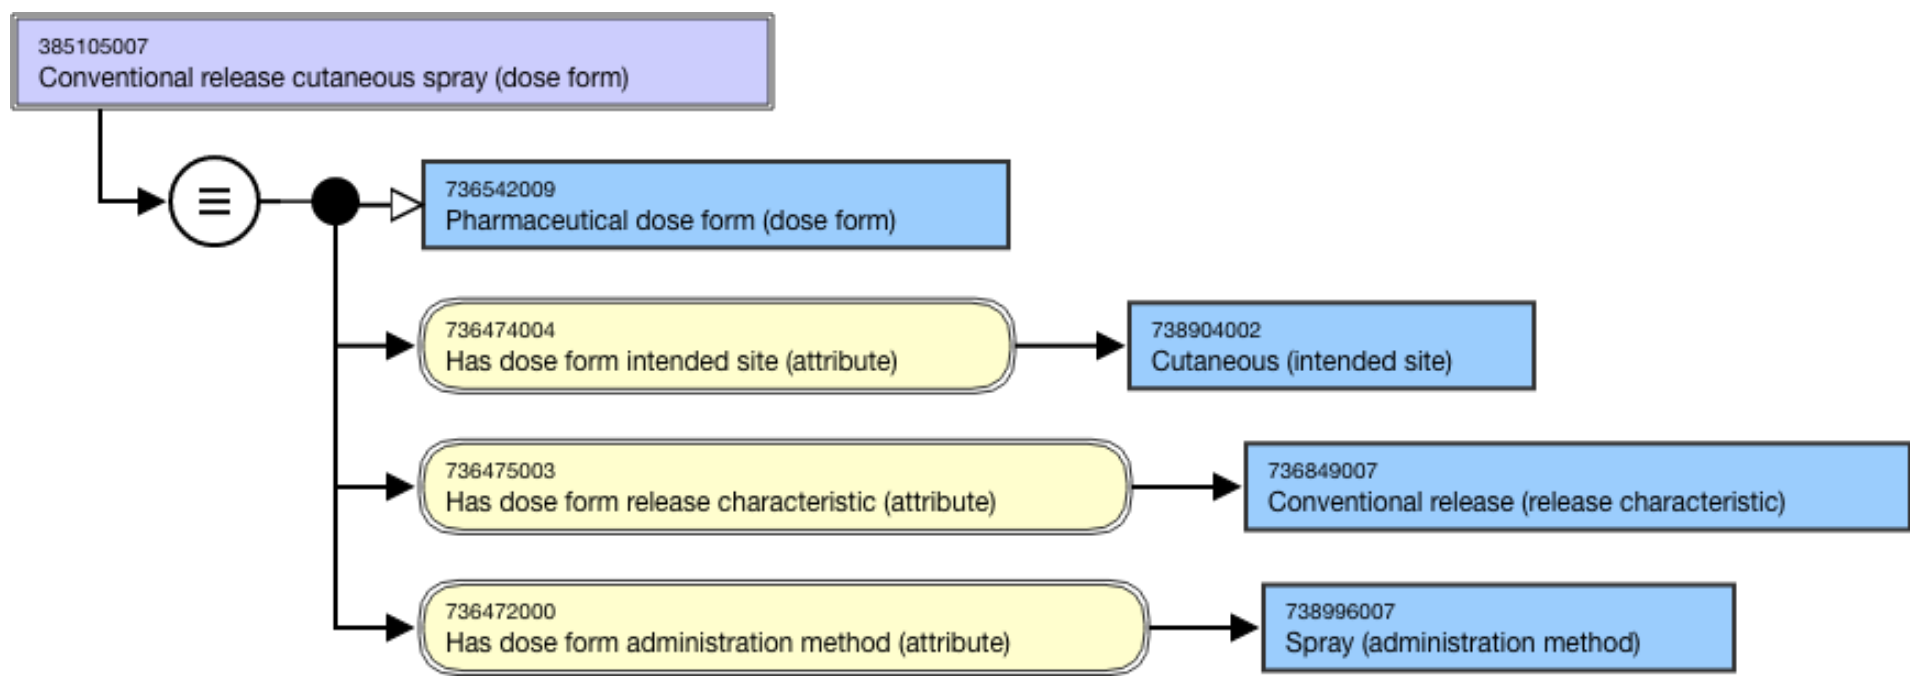 385105007
Conventional release cutaneous spray (dose form)
≡
736542009
Pharmaceutical dose form (dose form)
736474004
Has dose form intended site (attribute)
738904002
Cutaneous (intended site)
736475003
Has dose form release characteristic (attribute)
736849007
Conventional release (release characteristic)
736472000
Has dose form administration method (attribute)
738996007
Spray (administration method)